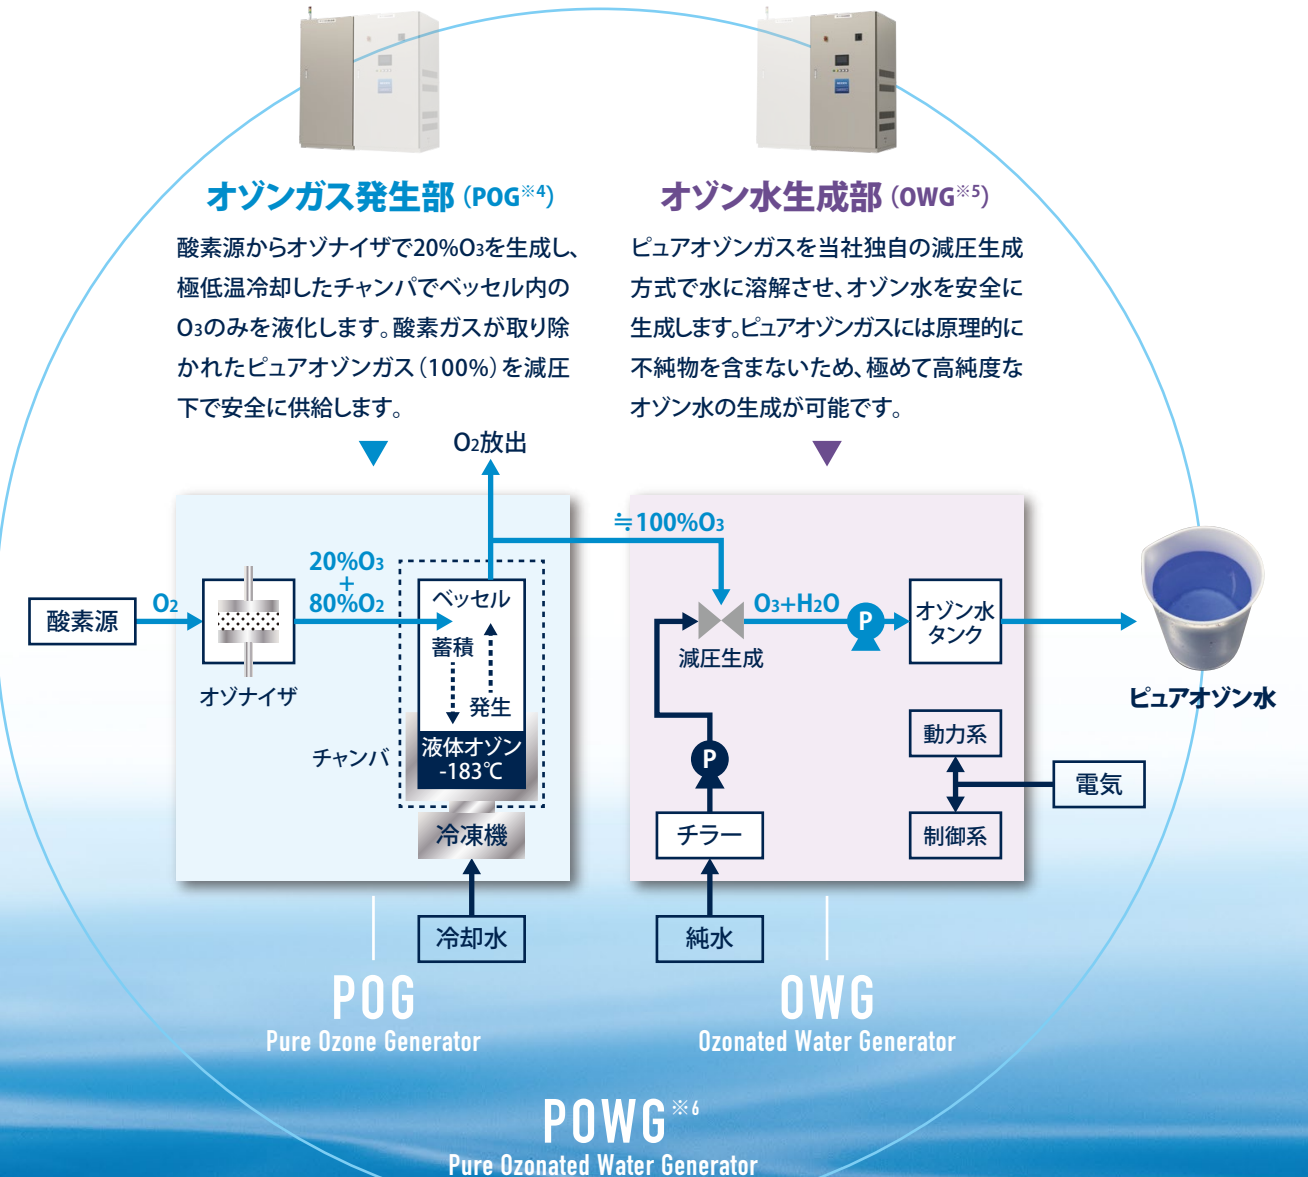 オゾンガス発生部（POG※4）
酸素源からオゾナイザで20%O3を生成し、
極低温冷却したチャンバでベッセル内の
O3のみを液化します。酸素ガスが取り除
かれたピュアオゾンガス（100%）を減圧
下で安全に供給します。
オゾン水生成部（OWG※5）
ピュアオゾンガスを当社独自の減圧生成
方式で水に溶解させ、オゾン水を安全に
生成します。ピュアオゾンガスには原理的に
不純物を含まないため、極めて高純度な
オゾン水の生成が可能です。
O2放出
≒100%O3
20%O3
+
80%O2
酸素源
O2
オゾナイザ
ベッセル
蓄積
発生
液体オゾン
-183℃
チャンバ
冷凍機
冷却水
減圧生成
O3+H2O
P
オゾン水
タンク
ピュアオゾン水
P
チラー
純水
動力系
電気
制御系
POG
Pure Ozone Generator
OWG
Ozonated Water Generator
POWG※6
Pure Ozonated Water Generator